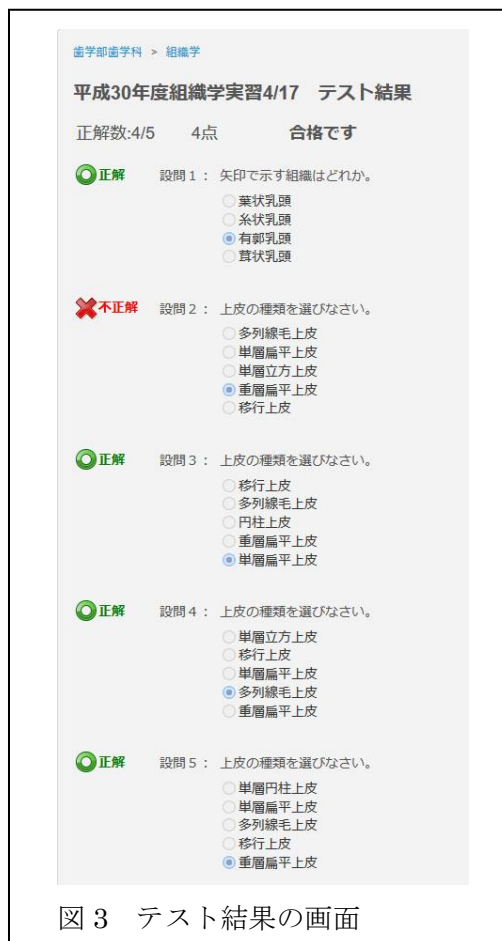 歯学部歯学科 > 組織学
平成30年度組織学実習4/17 テスト結果
正解数:4/5 4点 合格です
正解 設問1： 矢印で示す組織はどれか。
葉状乳頭
糸状乳頭
有郭乳頭
茸状乳頭
不正解 設問2： 上皮の種類を選びなさい。
多列線毛上皮
単層扁平上皮
単層立方上皮
重層扁平上皮
移行上皮
正解 設問3： 上皮の種類を選びなさい。
移行上皮
多列線毛上皮
円柱上皮
重層扁平上皮
単層扁平上皮
正解 設問4： 上皮の種類を選びなさい。
単層立方上皮
移行上皮
単層扁平上皮
多列線毛上皮
重層扁平上皮
正解 設問5： 上皮の種類を選びなさい。
単層円柱上皮
単層扁平上皮
多列線毛上皮
移行上皮
重層扁平上皮
図3 テスト結果の画面